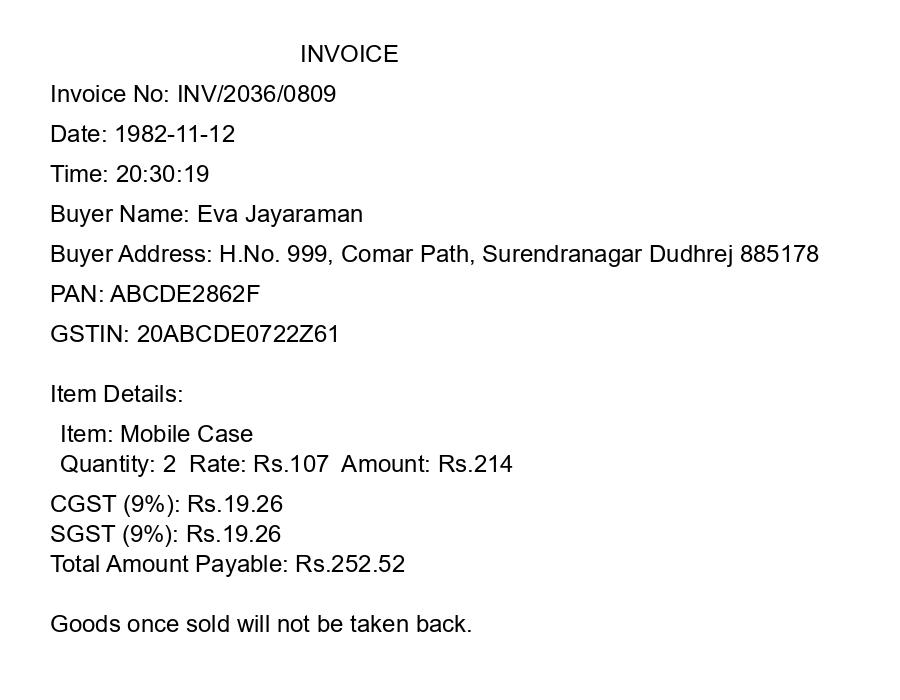 INVOICE
Invoice No: INV/2036/0809
Date: 1982-11-12
Time: 20:30:19
Buyer Name: Eva Jayaraman
Buyer Address: H.No. 999, Comar Path, Surendranagar Dudhrej 885178
PAN: ABCDE2862F
GSTIN: 20ABCDE0722Z61
Item Details:
Item: Mobile Case
Quantity: 2  Rate: Rs.107  Amount: Rs.214
CGST (9%): Rs.19.26
SGST (9%): Rs.19.26
Total Amount Payable: Rs.252.52
Goods once sold will not be taken back.